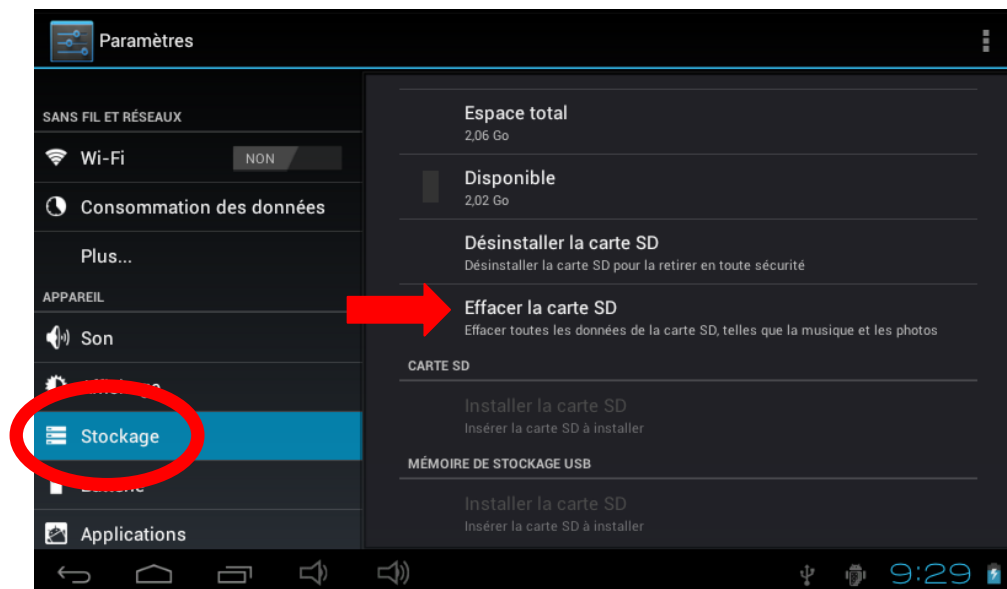 Paramètres
SANS FIL ET RÉSEAUX
Wi-Fi
NON
Consommation des données
Plus...
APPAREIL
Son
Affichage
Stockage
Batterie
Applications
Espace total
2,06 Go
Disponible
2,02 Go
Désinstaller la carte SD
Désinstaller la carte SD pour la retirer en toute sécurité
Effacer la carte SD
Effacer toutes les données de la carte SD, telles que la musique et les photos
CARTE SD
Installer la carte SD
Insérer la carte SD à installer
MÉMOIRE DE STOCKAGE USB
Installer la carte SD
Insérer la carte SD à installer
9:29